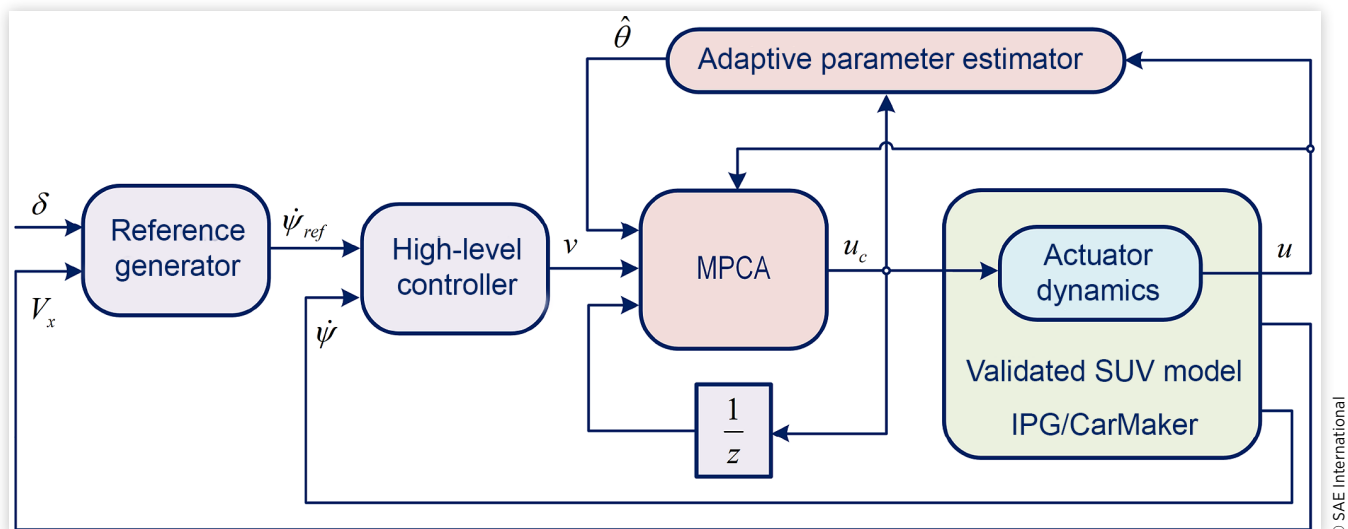 θ̂
Adaptive parameter estimator
δ
Reference
generator
ψ̇ref
High-level
controller
v
MPCA
uc
Actuator
dynamics
u
Vx
ψ̇
1
z
Validated SUV model
IPG/CarMaker
© SAE International